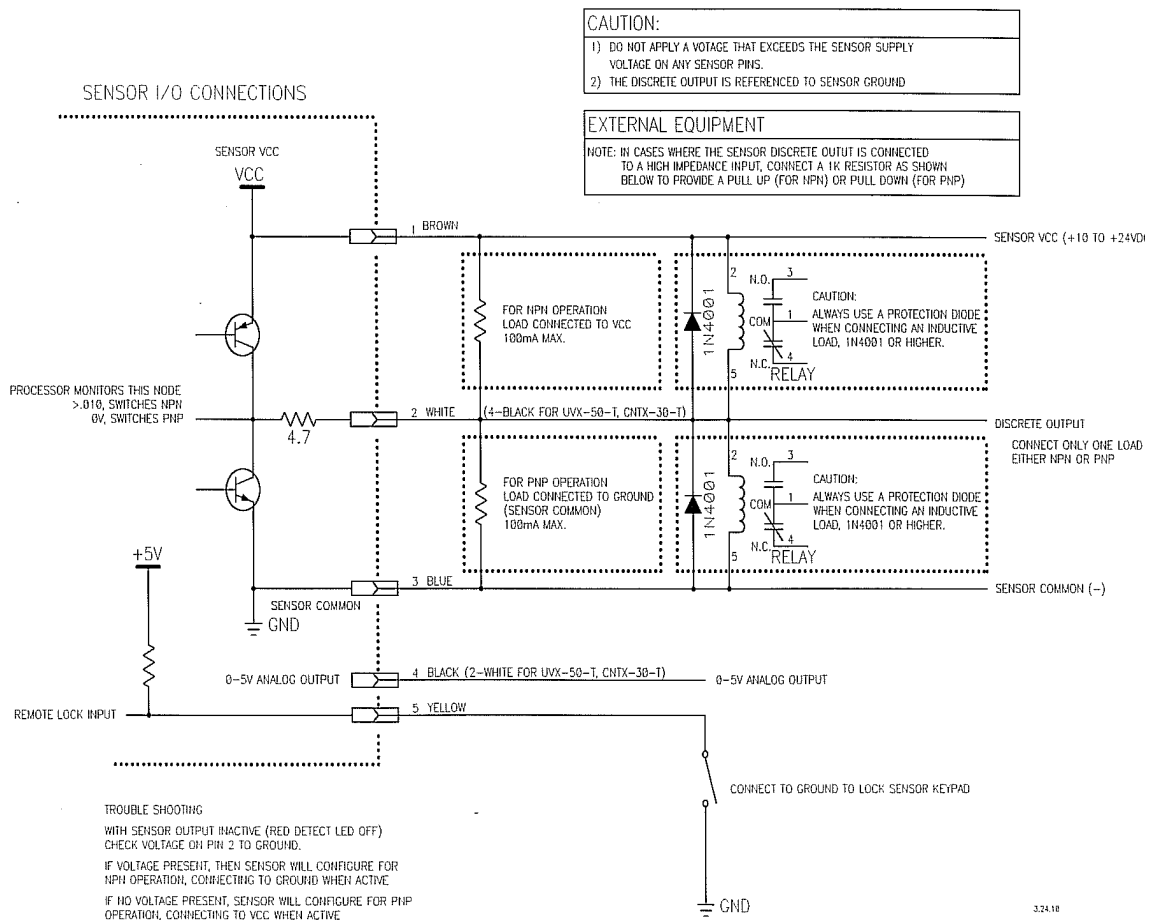 CAUTION:
1) DO NOT APPLY A VOTAGE THAT EXCEEDS THE SENSOR SUPPLY
VOLTAGE ON ANY SENSOR PINS.
2) THE DISCRETE OUTPUT IS REFERENCED TO SENSOR GROUND
SENSOR I/O CONNECTIONS
EXTERNAL EQUIPMENT
NOTE: IN CASES WHERE THE SENSOR DISCRETE OUTUT IS CONNECTED
TO A HIGH IMPEDANCE INPUT, CONNECT A 1K RESISTOR AS SHOWN
BELOW TO PROVIDE A PULL UP (FOR NPN) OR PULL DOWN (FOR PNP)
SENSOR VCC
VCC
1 BROWN
SENSOR VCC (+10 TO +24VD
FOR NPN OPERATION
LOAD CONNECTED TO VCC
100mA MAX.
1N4001
2
5
N.O. 3
COM 1
N.C. 4
RELAY
CAUTION:
ALWAYS USE A PROTECTION DIODE
WHEN CONNECTING AN INDUCTIVE
LOAD, 1N4001 OR HIGHER.
PROCESSOR MONITORS THIS NODE
>.010, SWITCHES NPN
0V, SWITCHES PNP
4.7
2 WHITE (4-BLACK FOR UVX-50-T, CNTX-30-T)
DISCRETE OUTPUT
CONNECT ONLY ONE LOAD
EITHER NPN OR PNP
FOR PNP OPERATION
LOAD CONNECTED TO GROUND
(SENSOR COMMON)
100mA MAX.
1N4001
2
5
N.O. 3
COM 1
N.C. 4
RELAY
CAUTION:
ALWAYS USE A PROTECTION DIODE
WHEN CONNECTING AN INDUCTIVE
LOAD, 1N4001 OR HIGHER.
+5V
3 BLUE
SENSOR COMMON
SENSOR COMMON (-)
GND
0-5V ANALOG OUTPUT
4 BLACK (2-WHITE FOR UVX-50-T, CNTX-30-T)
0-5V ANALOG OUTPUT
REMOTE LOCK INPUT
5 YELLOW
CONNECT TO GROUND TO LOCK SENSOR KEYPAD
TROUBLE SHOOTING
WITH SENSOR OUTPUT INACTIVE (RED DETECT LED OFF)
CHECK VOLTAGE ON PIN 2 TO GROUND.
IF VOLTAGE PRESENT, THEN SENSOR WILL CONFIGURE FOR
NPN OPERATION, CONNECTING TO GROUND WHEN ACTIVE
IF NO VOLTAGE PRESENT, SENSOR WILL CONFIGURE FOR PNP
OPERATION, CONNECTING TO VCC WHEN ACTIVE
GND
3.24.10